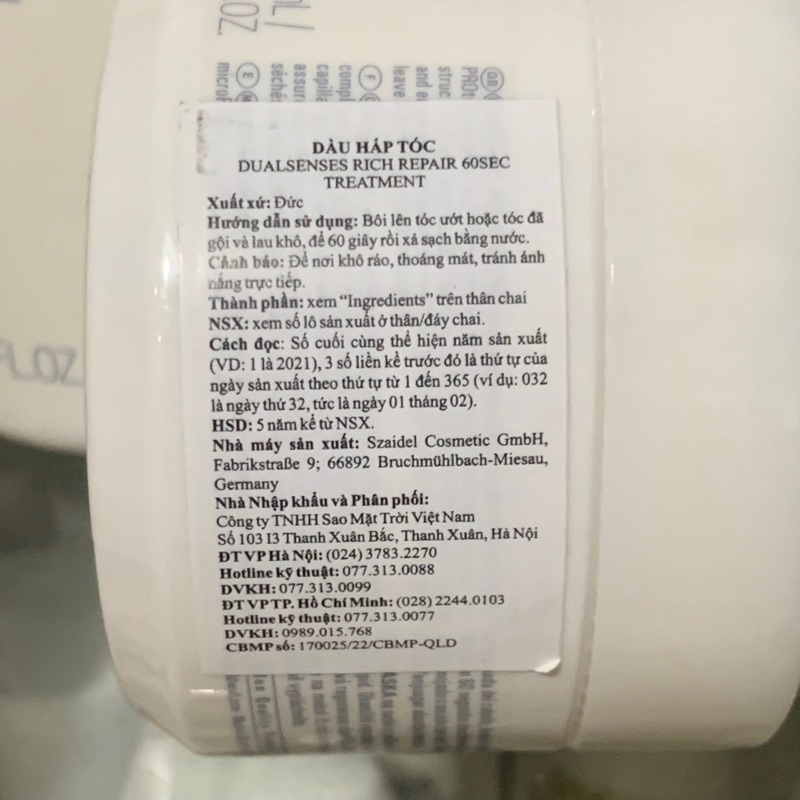 DẦU HẤP TÓC
DUALSENSES RICH REPAIR 60SEC
TREATMENT
Xuất xứ: Đức
Hướng dẫn sử dụng: Bôi lên tóc ướt hoặc tóc đã
gội và lau khô, để 60 giây rồi xả sạch bằng nước.
Cảnh báo: Để nơi khô ráo, thoáng mát, tránh ánh
nắng trực tiếp.
Thành phần: xem “Ingredients” trên thân chai
NSX: xem số lô sản xuất ở thân/đáy chai.
Cách đọc: Số cuối cùng thể hiện năm sản xuất
(VD: 1 là 2021), 3 số liền kề trước đó là thứ tự của
ngày sản xuất theo thứ tự từ 1 đến 365 (ví dụ: 032
là ngày thứ 32, tức là ngày 01 tháng 02).
HSD: 5 năm kể từ NSX.
Nhà máy sản xuất: Szaidel Cosmetic GmbH,
Fabrikstraße 9; 66892 Bruchmühlbach-Miesau,
Germany
Nhà Nhập khẩu và Phân phối:
Công ty TNHH Sao Mặt Trời Việt Nam
Số 103 I3 Thanh Xuân Bắc, Thanh Xuân, Hà Nội
ĐT VP Hà Nội: (024) 3783.2270
Hotline kỹ thuật: 077.313.0088
DVKH: 077.313.0099
ĐT VP TP. Hồ Chí Minh: (028) 2244.0103
Hotline kỹ thuật: 077.313.0077
DVKH: 0989.015.768
CBMP số: 170025/22/CBMP-QLD
FL.OZ